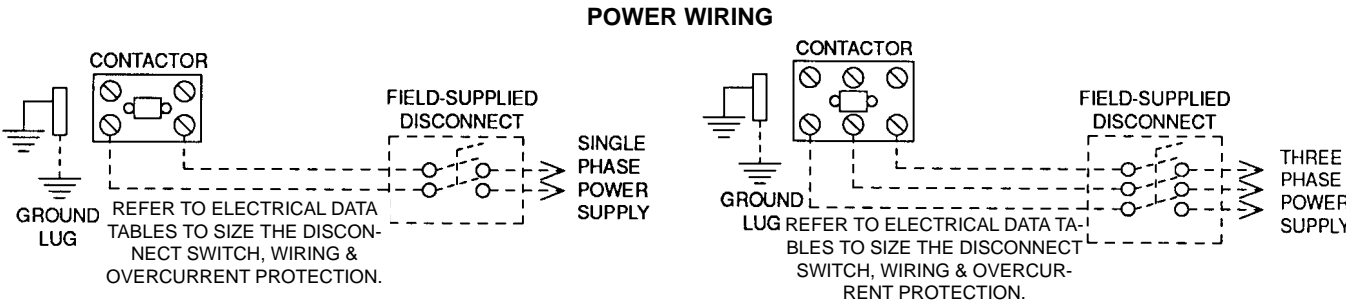 POWER WIRING
CONTACTOR
FIELD-SUPPLIED
DISCONNECT
SINGLE
PHASE
POWER
SUPPLY
GROUND
LUG
REFER TO ELECTRICAL DATA
TABLES TO SIZE THE DISCON-
NECT SWITCH, WIRING &
OVERCURRENT PROTECTION.
CONTACTOR
FIELD-SUPPLIED
DISCONNECT
THREE
PHASE
POWER
SUPPLY
GROUND
LUG
REFER TO ELECTRICAL DATA TA-
BLES TO SIZE THE DISCONNECT
SWITCH, WIRING & OVERCUR-
RENT PROTECTION.